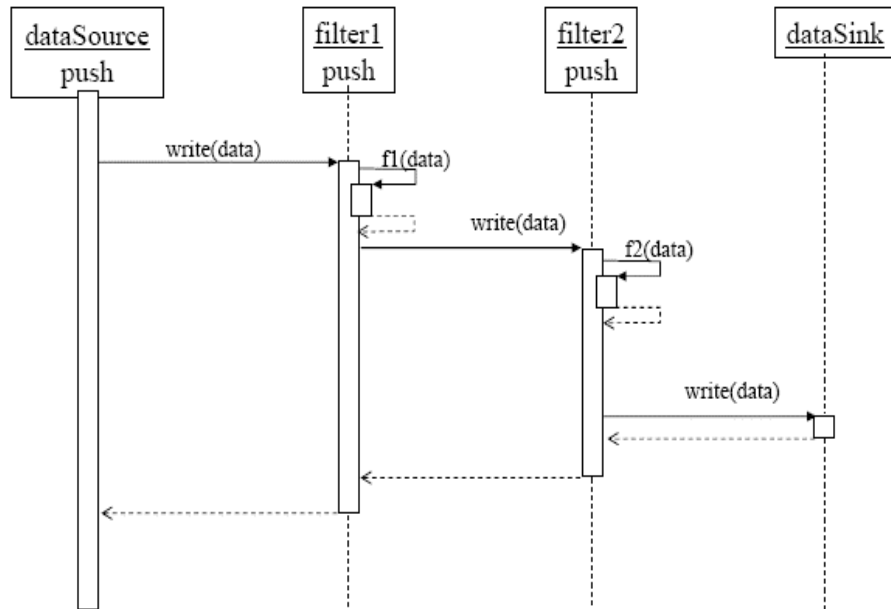 dataSource
push
filter1
push
filter2
push
dataSink
write(data)
f1(data)
write(data)
f2(data)
write(data)